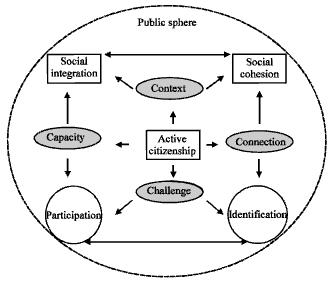 Public sphere
Social
integration
Social
cohesion
Context
Capacity
Active
citizenship
Connection
Challenge
Participation
Identification